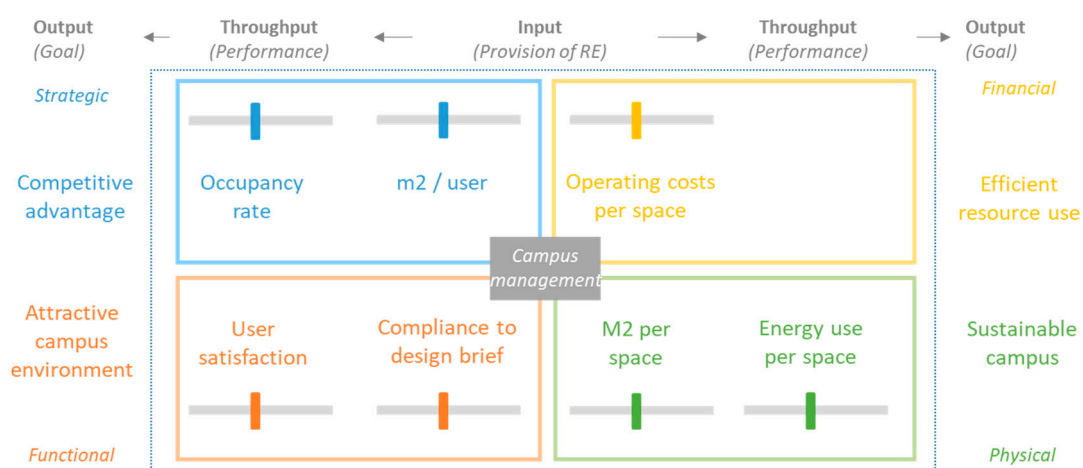 Output
(Goal)
Throughput
(Performance)
Input
(Provision of RE)
Throughput
(Performance)
Output
(Goal)
Strategic
Financial
Competitive
advantage
Occupancy
rate
m2 / user
Operating costs
per space
Efficient
resource use
Campus
management
Attractive
campus
environment
User
satisfaction
Compliance to
design brief
M2 per
space
Energy use
per space
Sustainable
campus
Functional
Physical